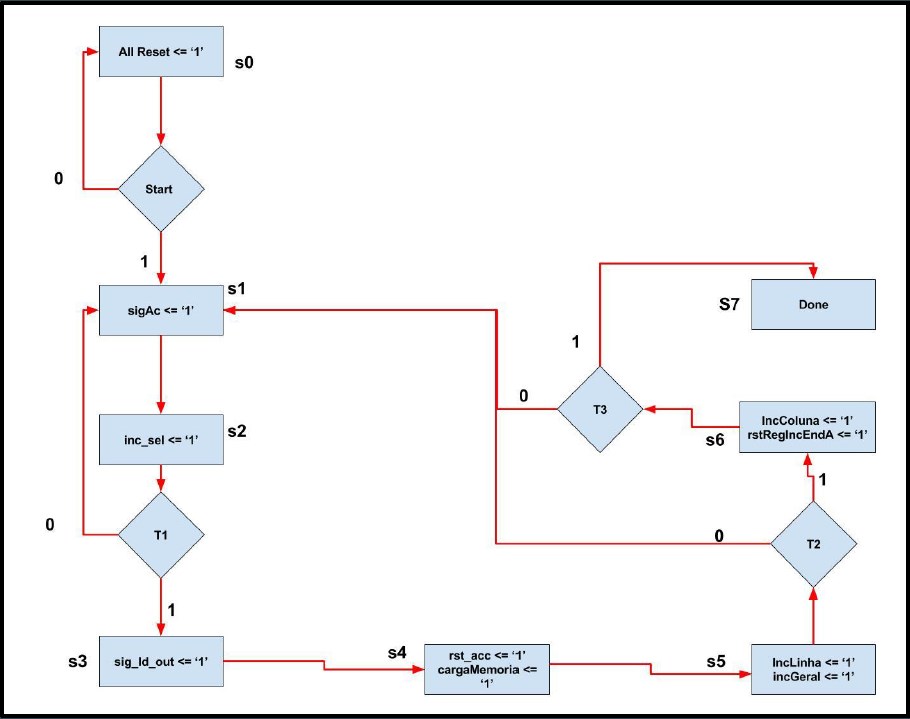 All Reset <= ‘1’
s0
0
Start
1
s1
sigAc <= ‘1’
inc_sel <= ‘1’
s2
0
T1
1
s3
sig_ld_out <= ‘1’
s4
rst_acc <= ‘1’
cargaMemoria <=
‘1’
s5
IncLinha <= ‘1’
incGeral <= ‘1’
T2
0
1
IncColuna <= ‘1’
rstRegIncEndA <= ‘1’
s6
T3
0
1
S7
Done